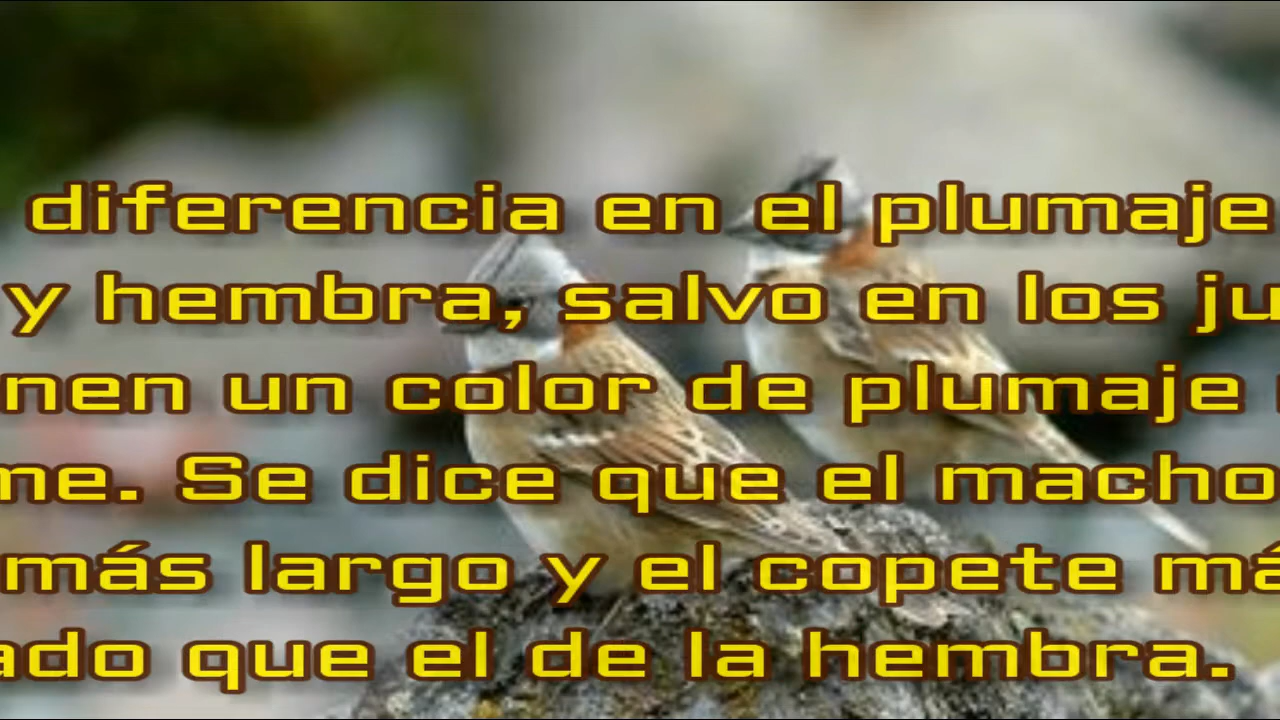 diferencia en el plumaje
y hembra, salvo en los ju
nen un color de plumaje
me. Se dice que el macho
más largo y el copete má
ado que el de la hembra.